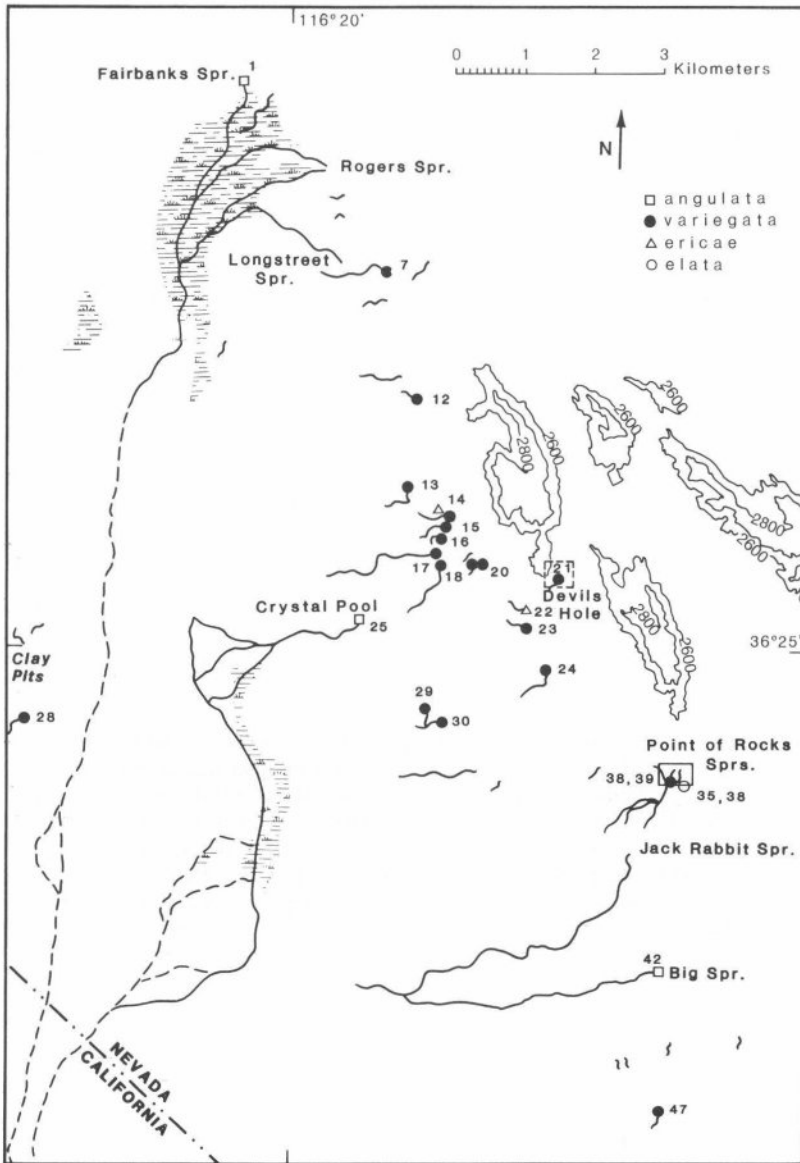 116°20'
0 1 2 3
Kilometers
1
Fairbanks Spr.
N
Rogers Spr.
angulata
variegata
ericae
elata
Longstreet
Spr.
7
12
2600
2600
2600
2800
2800
2600
13
14
15
16
17
18
20
21
Devils
Hole
22
23
Crystal Pool
25
2800
2600
36°25'
Clay
Pits
24
28
29
30
Point of Rocks
Sprs.
38, 39
35, 38
Jack Rabbit Spr.
42
Big Spr.
NEVADA
CALIFORNIA
47